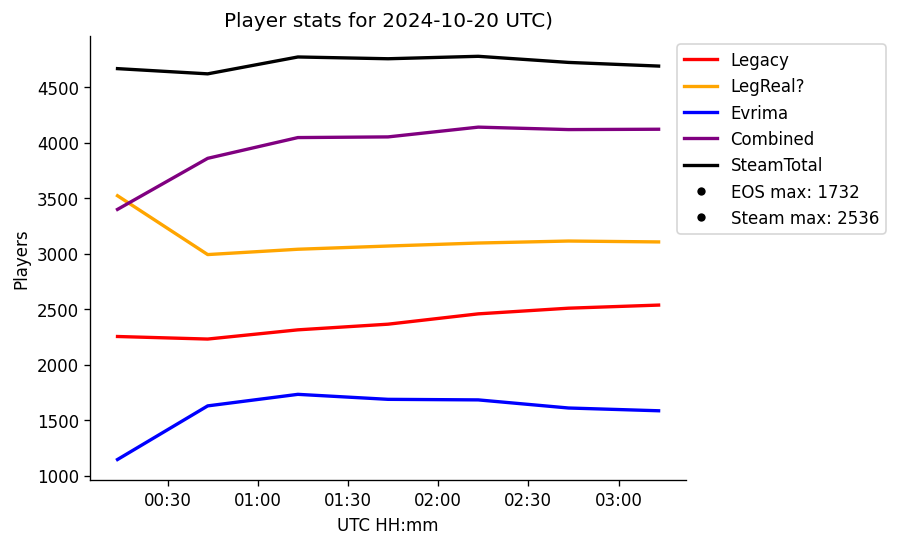 Player stats for 2024-10-20 UTC)
Legacy
LegReal?
Evrima
Combined
SteamTotal
EOS max: 1732
Steam max: 2536
Players
4500
4000
3500
3000
2500
2000
1500
1000
00:30 01:00 01:30 02:00 02:30 03:00
UTC HH:mm